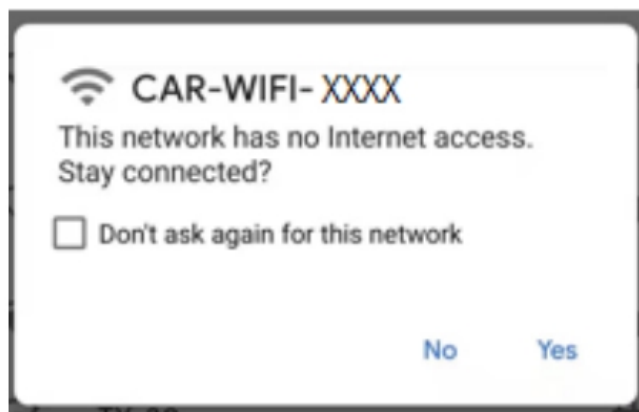 CAR-WIFI- XXXX
This network has no Internet access.
Stay connected?
Don't ask again for this network
No Yes